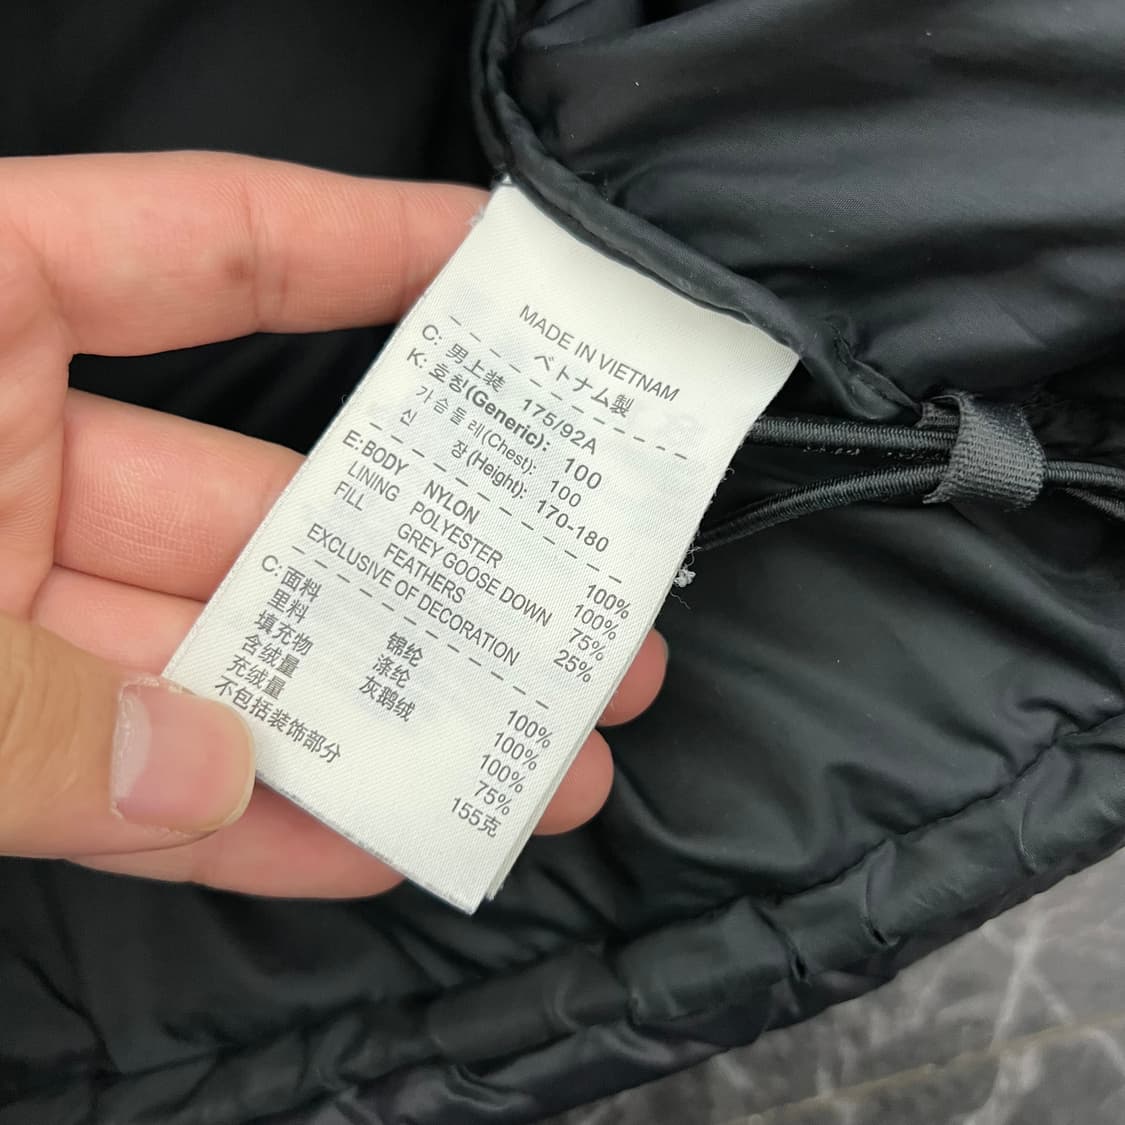 MADE IN VIETNAM
ベトナム製
C: 男上装 175/92A
K: 호칭(Generic): 100
가슴둘레(Chest): 100
신 장(Height): 170-180
E:BODY NYLON 100%
LINING POLYESTER 100%
FILL GREY GOOSE DOWN 75%
FEATHERS 25%
EXCLUSIVE OF DECORATION
C:面料 锦纶 100%
里料 涤纶 100%
填充物 灰鹅绒 100%
含绒量 75%
充绒量 155克
不包括装饰部分